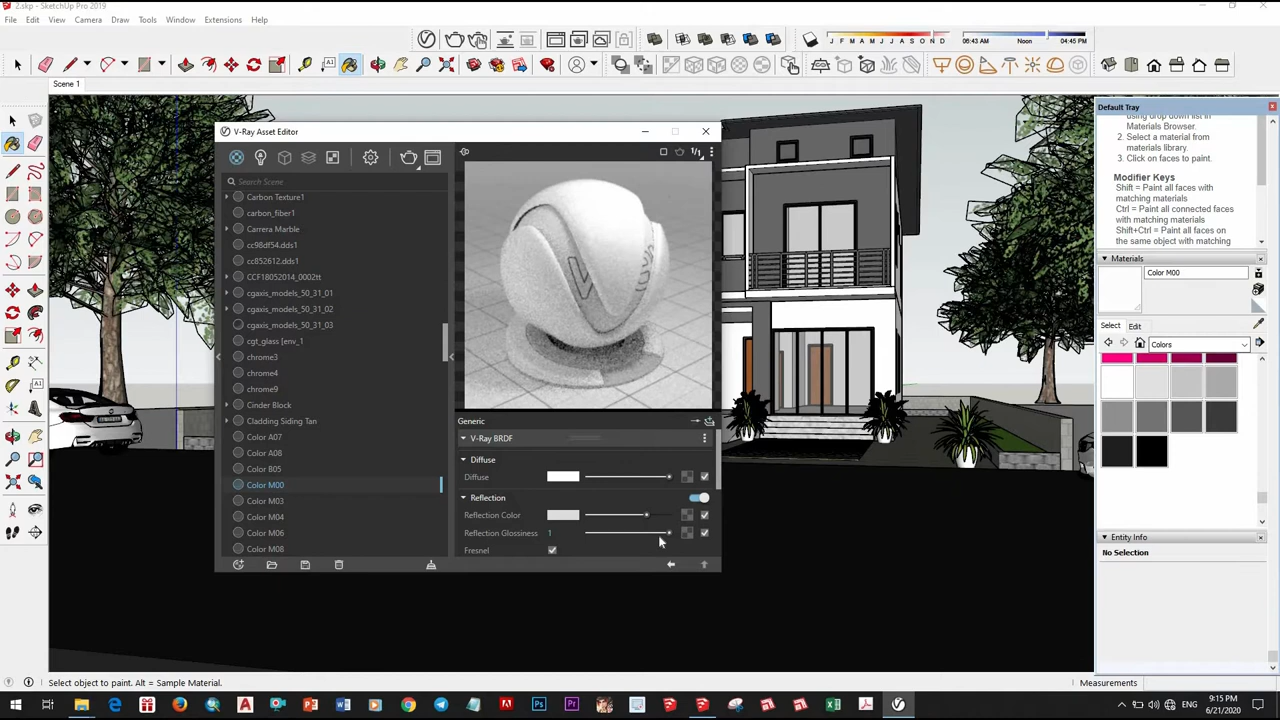 2.skp - SketchUp Pro 2019
File Edit View Camera Draw Tools Window Extensions Help
J F M A M J J A S O N D
06:43 AM Noon 04:45 PM
Scene 1
V-Ray Asset Editor
1/1
Search Scene
Carbon Texture1
carbon_fiber1
Carrera Marble
cc98df54.dds1
cc852612.dds1
CCF18052014_0002tt
cgaxis_models_50_31_01
cgaxis_models_50_31_02
cgaxis_models_50_31_03
cgt_glass [env_1
chrome3
chrome4
chrome9
Cinder Block
Cladding Siding Tan
Color A07
Color A08
Color B05
Color M00
Color M03
Color M04
Color M06
Color M08
Generic
V-Ray BRDF
Diffuse
Diffuse
Reflection
Reflection Color
Reflection Glossiness 1
Fresnel
Default Tray
using drop down list in
Materials Browser.
2. Select a material from
materials library.
3. Click on faces to paint.
Modifier Keys
Shift = Paint all faces with
matching materials
Ctrl = Paint all connected faces
with matching materials
Shift+Ctrl = Paint all faces on
the same object with matching
Materials
Color M00
Select Edit
Colors
Entity Info
No Selection
Select object to paint. Alt = Sample Material.
Measurements
ENG
9:15 PM
6/21/2020